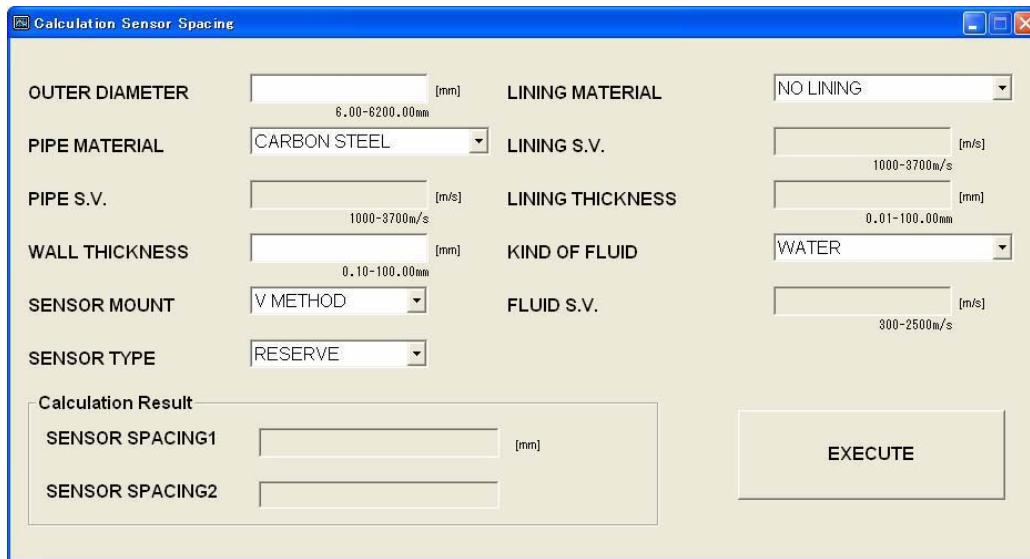 Calculation Sensor Spacing
OUTER DIAMETER [mm] LINING MATERIAL NO LINING
6.00-6200.00mm
PIPE MATERIAL CARBON STEEL LINING S.V. [m/s]
1000-3700m/s
PIPE S.V. [m/s] LINING THICKNESS [mm]
1000-3700m/s 0.01-100.00mm
WALL THICKNESS [mm] KIND OF FLUID WATER
0.10-100.00mm
SENSOR MOUNT V METHOD FLUID S.V. [m/s]
300-2500m/s
SENSOR TYPE RESERVE
Calculation Result
SENSOR SPACING1 [mm]
EXECUTE
SENSOR SPACING2